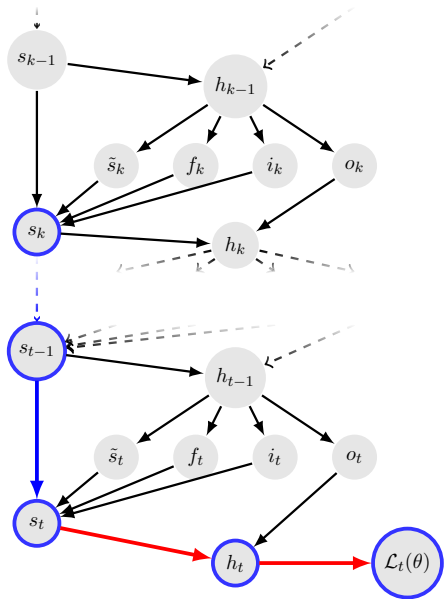 s_{k−1}
h_{k−1}
s̃_k f_k i_k o_k
s_k
h_k
s_{t−1}
h_{t−1}
s̃_t f_t i_t o_t
s_t
h_t ℒ_t(θ)